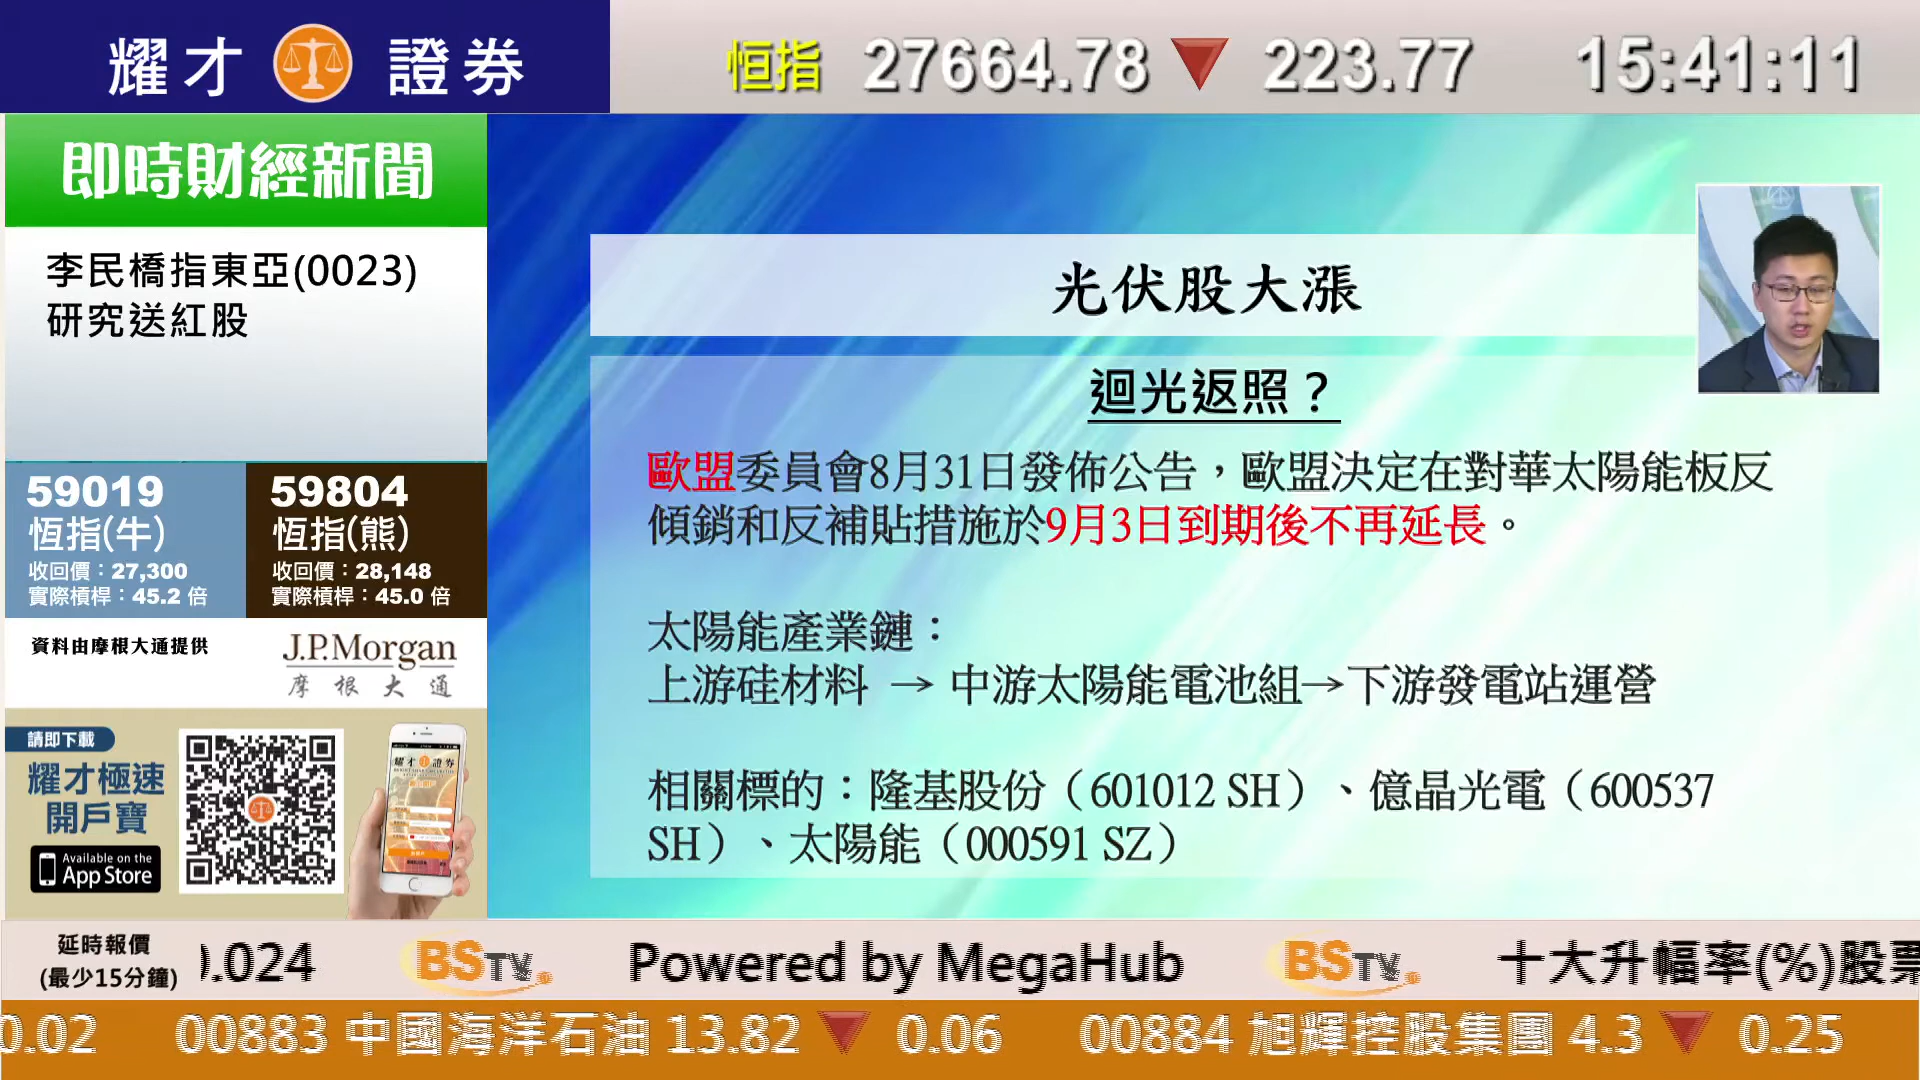 耀才 證券
恒指 27664.78 ▼ 223.77 15:41:11
即時財經新聞
李民橋指東亞(0023)
研究送紅股
59019
恆指(牛)
收回價：27,300
實際槓桿：45.2 倍
59804
恆指(熊)
收回價：28,148
實際槓桿：45.0 倍
資料由摩根大通提供
J.P.Morgan
摩根大通
請即下載
耀才極速
開戶寶
Available on the
App Store
耀才 證券
光伏股大漲
迴光返照？
歐盟委員會8月31日發佈公告，歐盟決定在對華太陽能板反
傾銷和反補貼措施於9月3日到期後不再延長。
太陽能產業鏈：
上游硅材料 → 中游太陽能電池組→下游發電站運營
相關標的：隆基股份（601012 SH）、億晶光電（600537
SH）、太陽能（000591 SZ）
延時報價
(最少15分鐘)
.024 BSTV Powered by MegaHub BSTV 十大升幅率(%)股票
0.02 00883 中國海洋石油 13.82 ▼ 0.06 00884 旭輝控股集團 4.3 ▼ 0.25